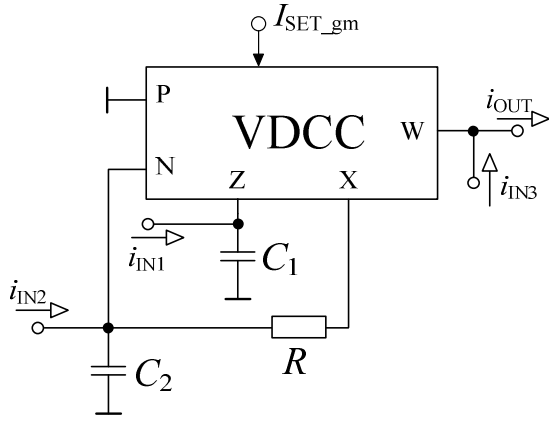 I_SET_gm
P
VDCC
i_OUT
W
N
Z
X
i_IN3
i_IN1
C_1
i_IN2
R
C_2